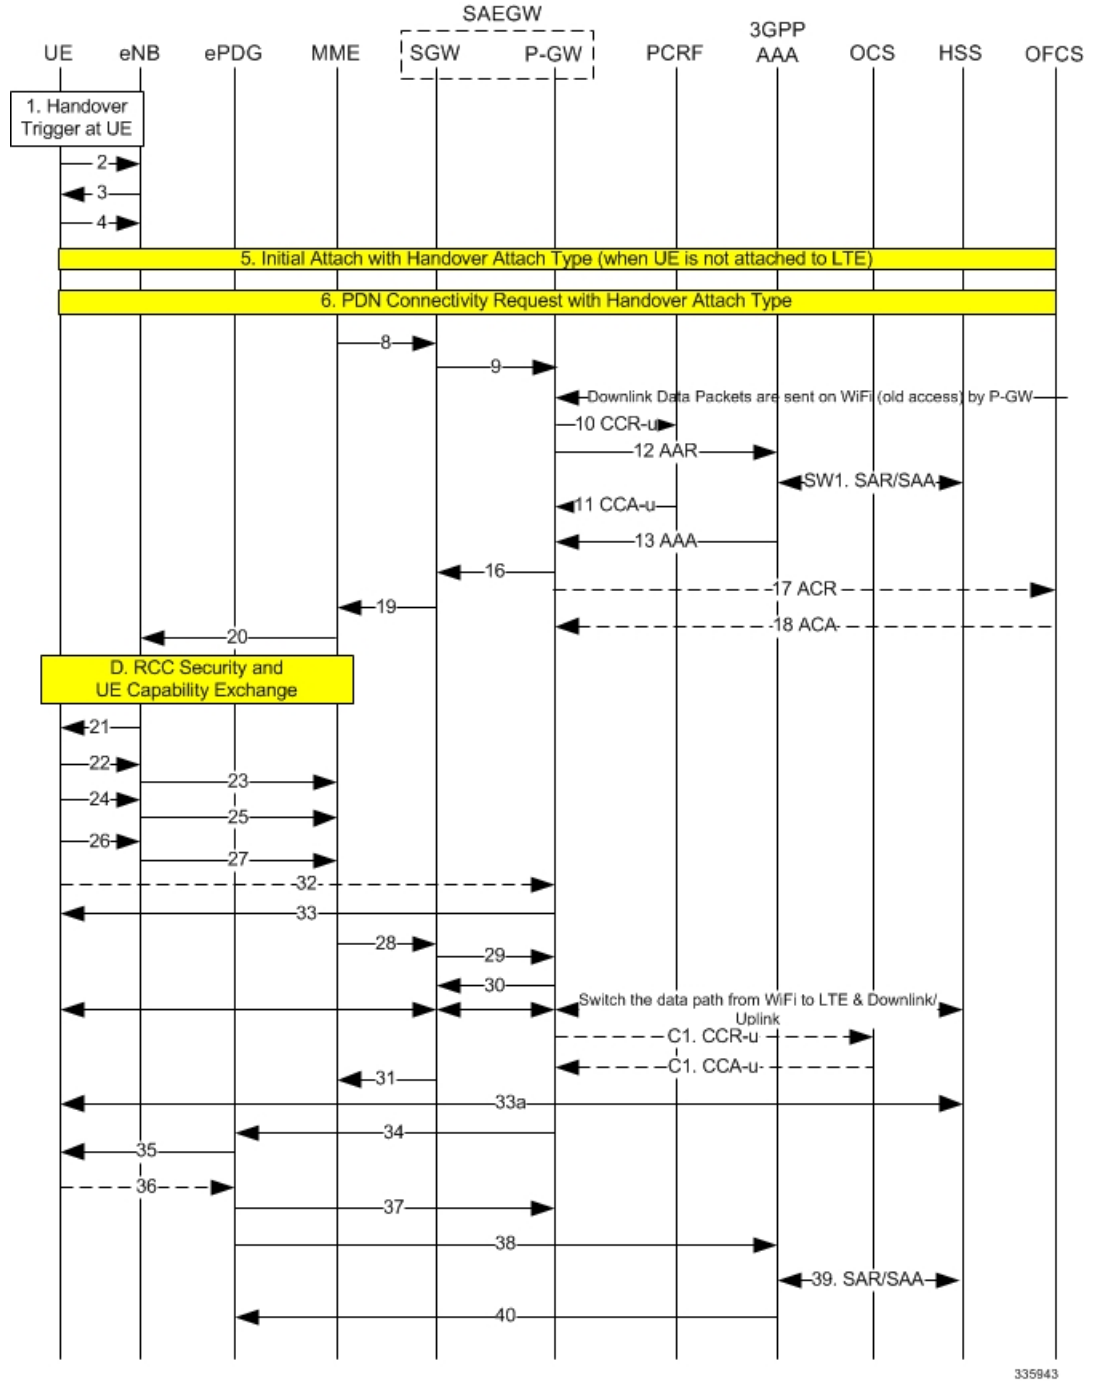 SAEGW
UE eNB ePDG MME SGW P-GW PCRF 3GPP AAA OCS HSS OFCS
1. Handover
Trigger at UE
2
3
4
5. Initial Attach with Handover Attach Type (when UE is not attached to LTE)
6. PDN Connectivity Request with Handover Attach Type
8
9
Downlink Data Packets are sent on WiFi (old access) by P-GW
10 CCR-u
12 AAR
SW1. SAR/SAA
11 CCA-u
13 AAA
16
17 ACR
19
18 ACA
20
D. RCC Security and
UE Capability Exchange
21
22
23
24
25
26
27
32
33
28
29
30
Switch the data path from WiFi to LTE & Downlink/
Uplink
C1. CCR-u
C1. CCA-u
31
33a
34
35
36
37
38
39. SAR/SAA
40
335943